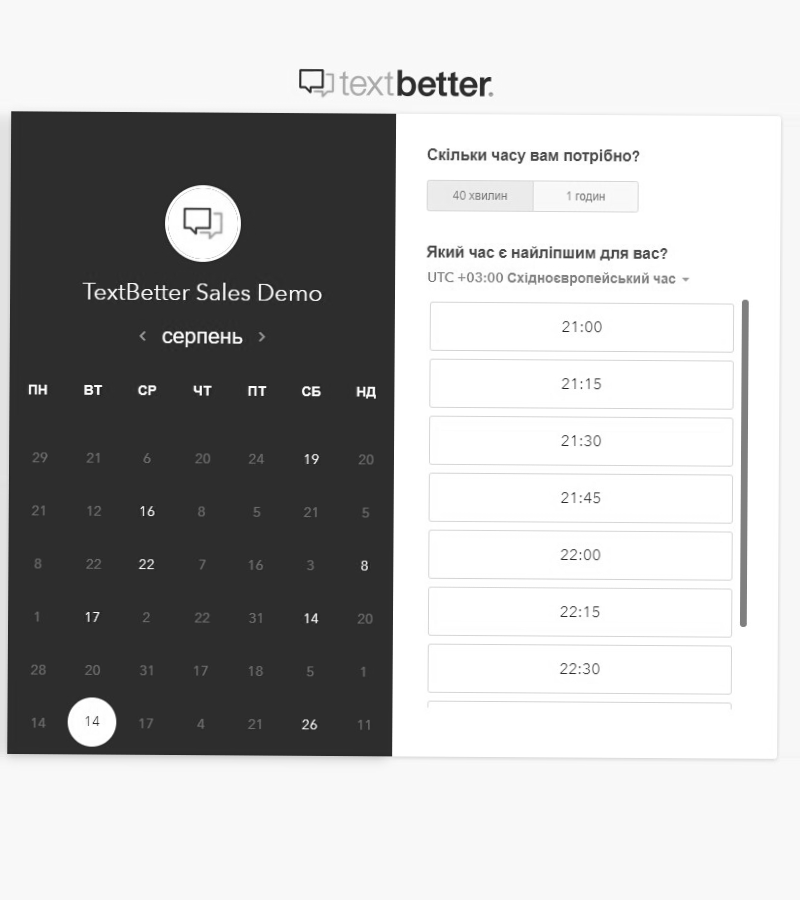 textbetter.
TextBetter Sales Demo
серпень
ПН ВТ СР ЧТ ПТ СБ НД
29 21 6 20 24 19 20
21 12 16 8 5 21 5
8 22 22 7 16 3 8
1 17 2 22 31 14 20
28 20 31 17 18 5 1
14 14 17 4 21 26 11
Скільки часу вам потрібно?
40 хвилин 1 годин
Який час є найліпшим для вас?
UTC +03:00 Східноєвропейський час
21:00
21:15
21:30
21:45
22:00
22:15
22:30